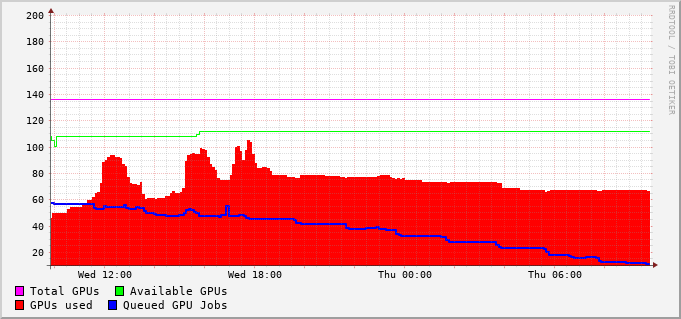 200
180
160
140
120
100
80
60
40
20
Wed 12:00 Wed 18:00 Thu 00:00 Thu 06:00
Total GPUs Available GPUs
GPUs used Queued GPU Jobs
RRDTOOL / TOBI OETIKER